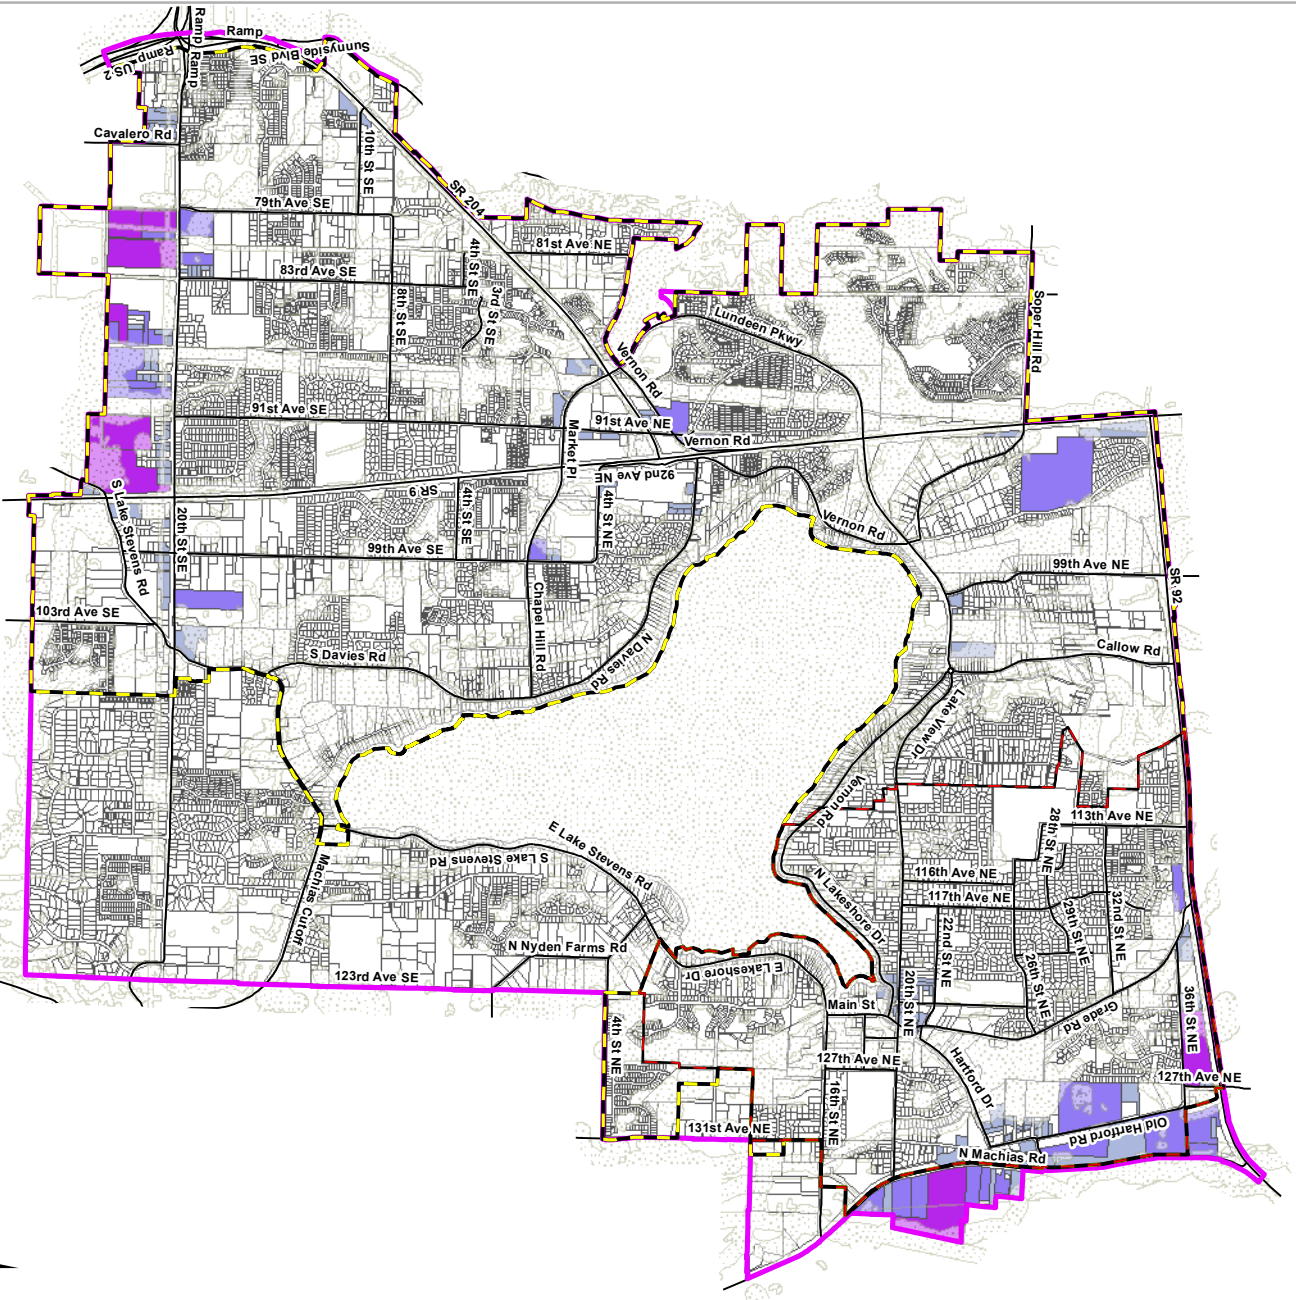 Ramp
Ramp
Ramp
Ramp
US 2
Sunnyside Blvd SE
Cavalero Rd
10th St SE
SR 204
79th Ave SE
81st Ave NE
4th St SE
83rd Ave SE
8th St SE
3rd St SE
Soper Hill Rd
Lundeen Pkwy
Vernon Rd
91st Ave SE
91st Ave NE
Market Pl
Vernon Rd
92nd Ave NE
SR 9
S Lake Stevens Rd
20th St SE
4th St SE
4th St NE
Vernon Rd
99th Ave SE
99th Ave NE
SR 92
103rd Ave SE
Chapel Hill Rd
N Davies Rd
S Davies Rd
Callow Rd
Lake View Dr
Vernon Rd
113th Ave NE
28th St NE
E Lake Stevens Rd
S Lake Stevens Rd
Machias Cutoff
116th Ave NE
117th Ave NE
N Lakeshore Dr
22nd St NE
29th St NE
32nd St NE
26th St NE
N Nyden Farms Rd
123rd Ave SE
E Lakeshore Dr
20th St NE
Main St
Grade Rd
36th St NE
4th St NE
127th Ave NE
Hartford Dr
127th Ave NE
16th St NE
131st Ave NE
Old Hartford Rd
N Machias Rd